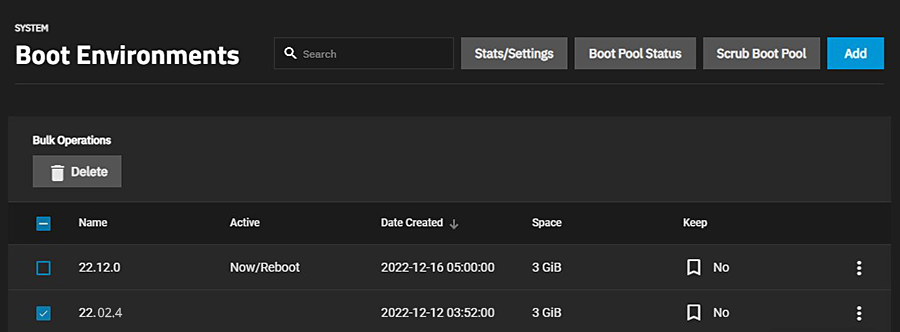 SYSTEM
Boot Environments
Search
Stats/Settings
Boot Pool Status
Scrub Boot Pool
Add
Bulk Operations
Delete
Name Active Date Created Space Keep
22.12.0 Now/Reboot 2022-12-16 05:00:00 3 GiB No
22.02.4 2022-12-12 03:52:00 3 GiB No